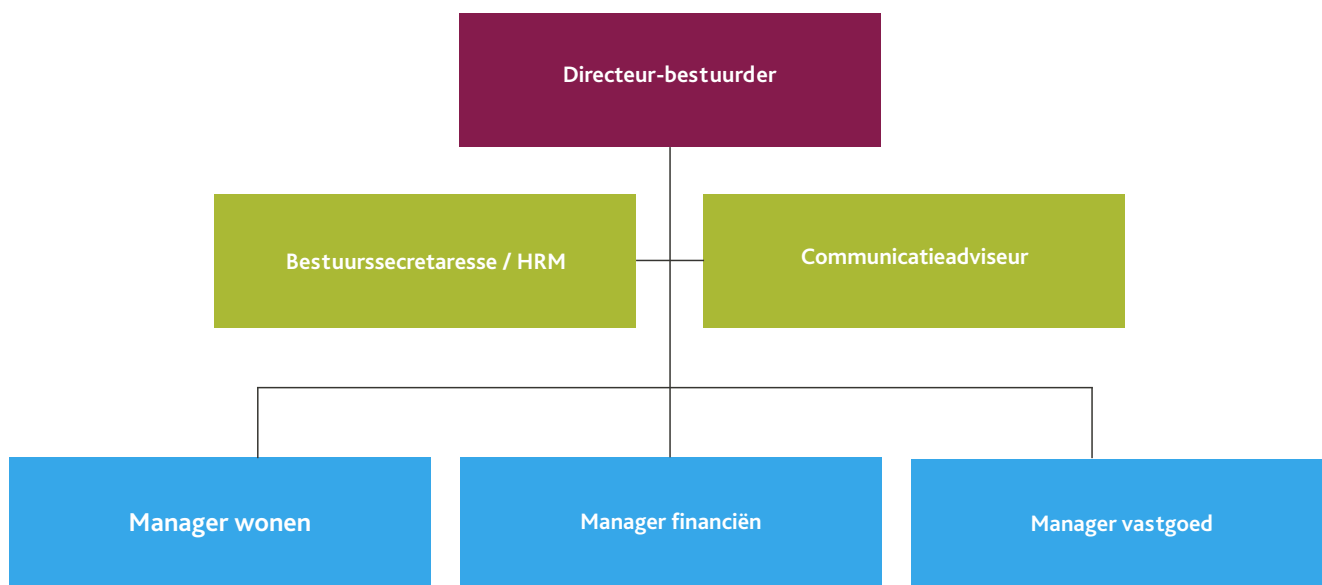 Directeur-bestuurder
Bestuurssecretaresse / HRM
Communicatieadviseur
Manager wonen
Manager financiën
Manager vastgoed